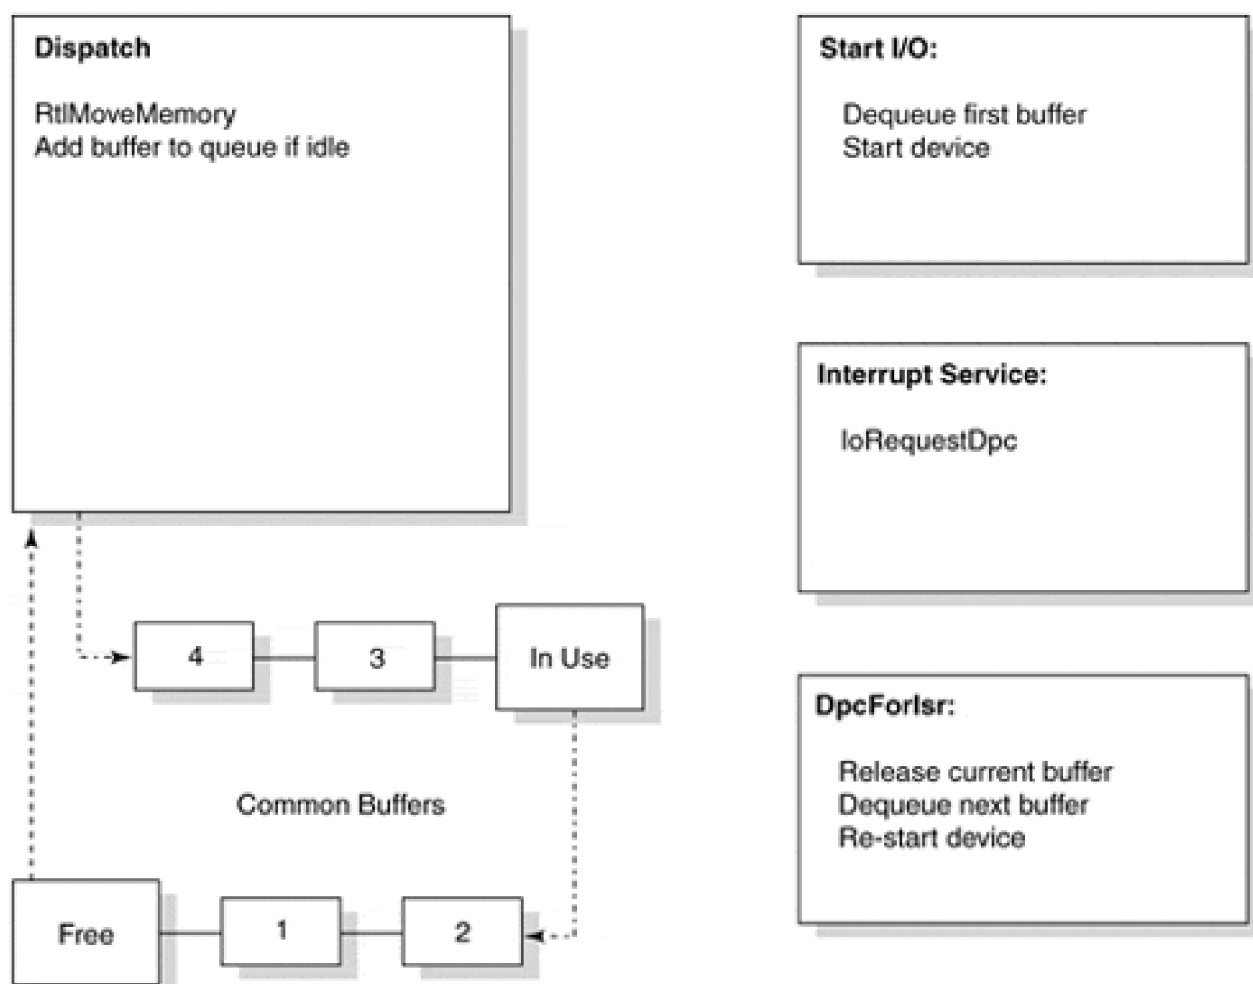 Dispatch
RtlMoveMemory
Add buffer to queue if idle
Start I/O:
Dequeue first buffer
Start device
Interrupt Service:
IoRequestDpc
DpcForIsr:
Release current buffer
Dequeue next buffer
Re-start device
4
3
In Use
Common Buffers
Free
1
2